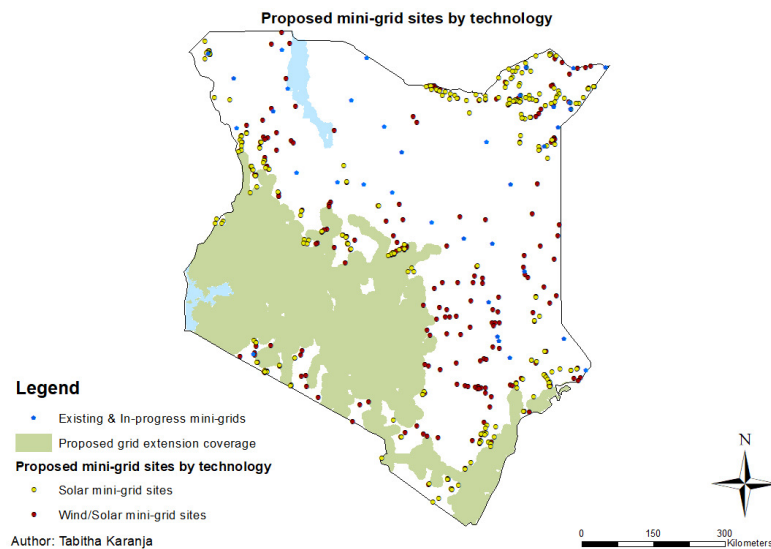 Proposed mini-grid sites by technology
Legend
Existing & In-progress mini-grids
Proposed grid extension coverage
Proposed mini-grid sites by technology
Solar mini-grid sites
Wind/Solar mini-grid sites
Author: Tabitha Karanja
N
0 150 300
Kilometers